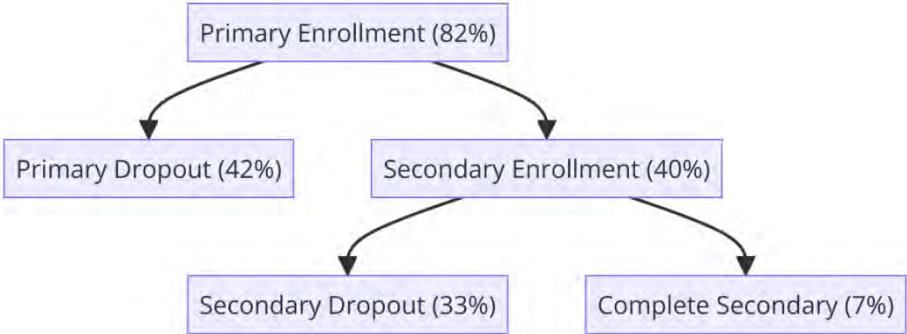 Primary Enrollment (82%)
Primary Dropout (42%)
Secondary Enrollment (40%)
Secondary Dropout (33%)
Complete Secondary (7%)